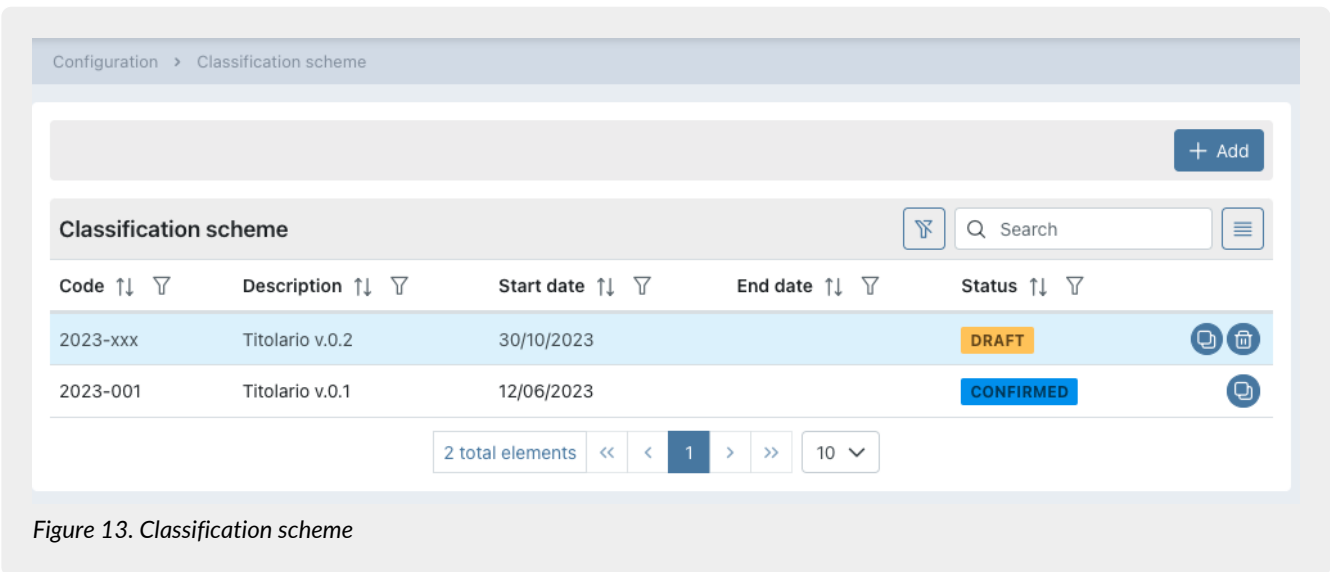 Configuration > Classification scheme
+ Add
Classification scheme Search
Code Description Start date End date Status
2023-xxx Titolario v.0.2 30/10/2023 DRAFT
2023-001 Titolario v.0.1 12/06/2023 CONFIRMED
2 total elements << < 1 > >> 10
Figure 13. Classification scheme